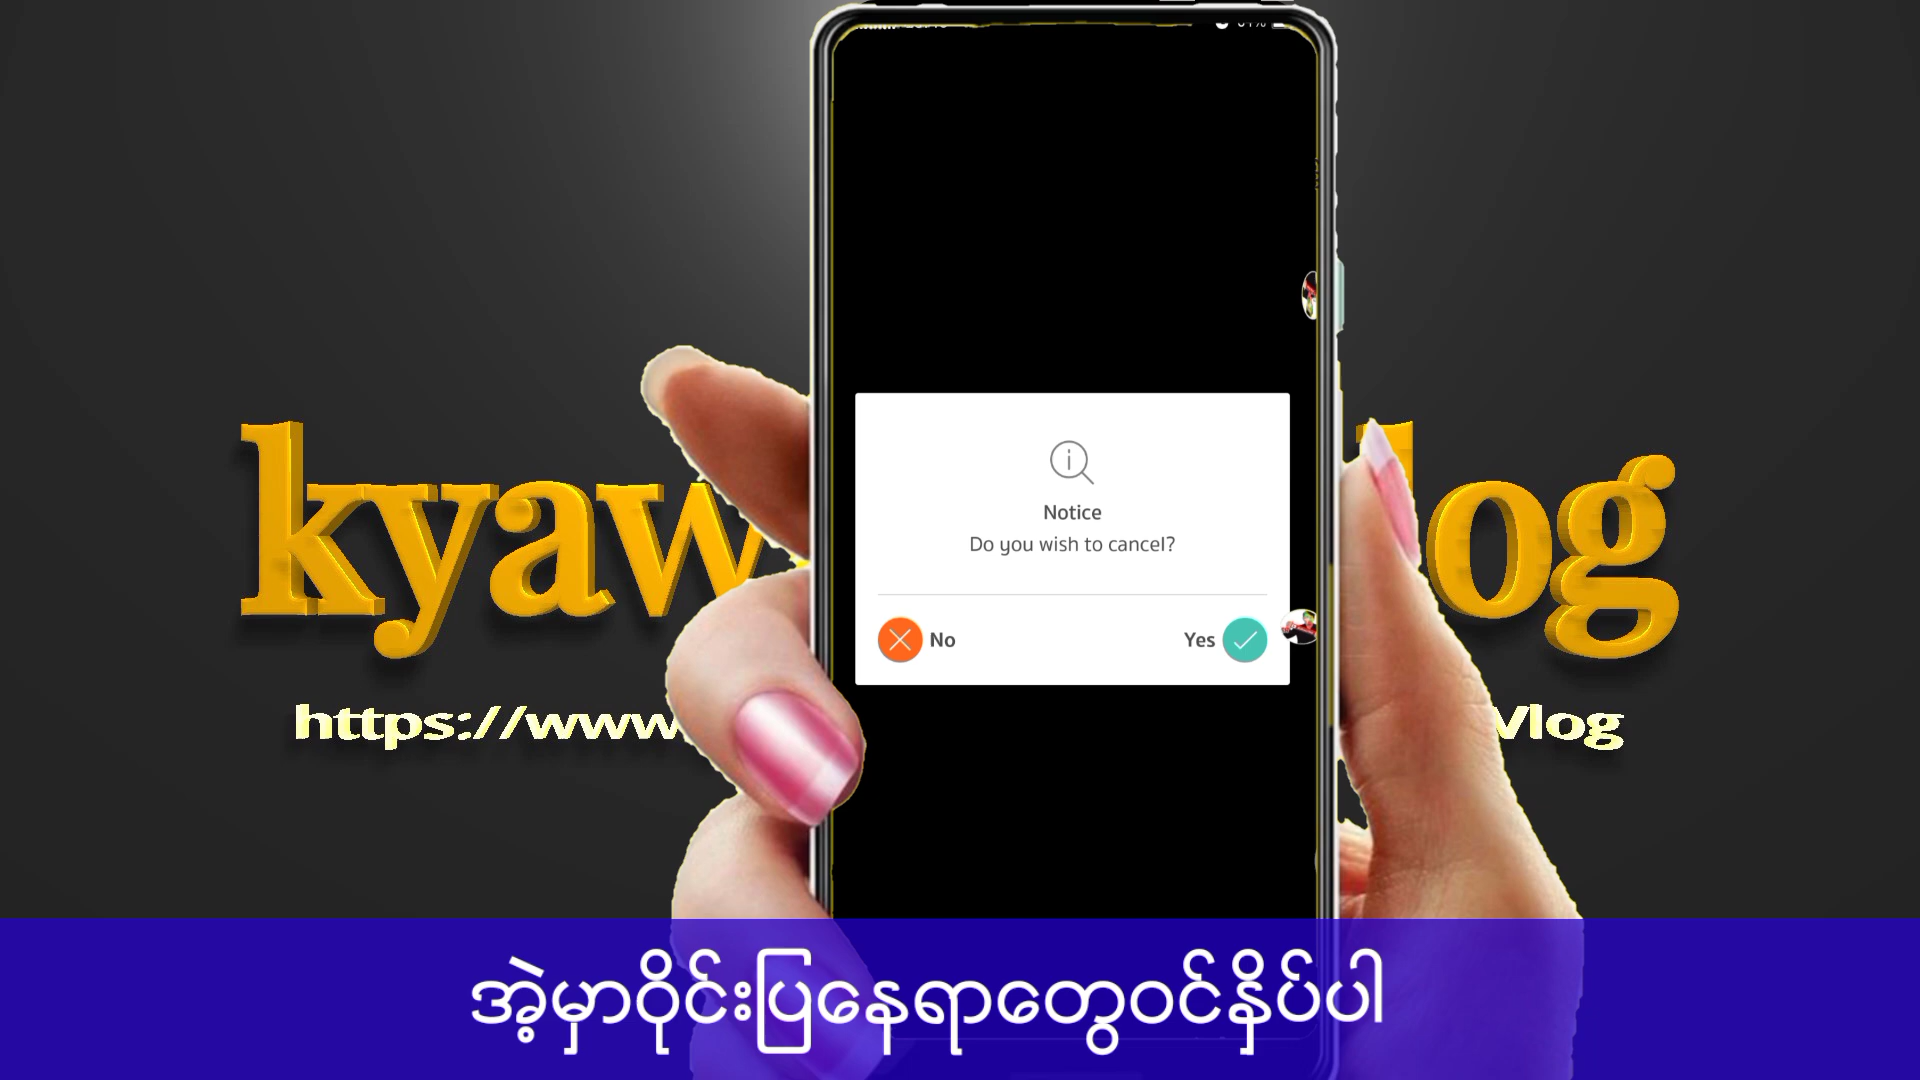 kyaw
log
Notice
Do you wish to cancel?
No
Yes
https://www
Vlog
အဲ့မှာဝိုင်းပြနေရာတွေဝင်နှိပ်ပါ